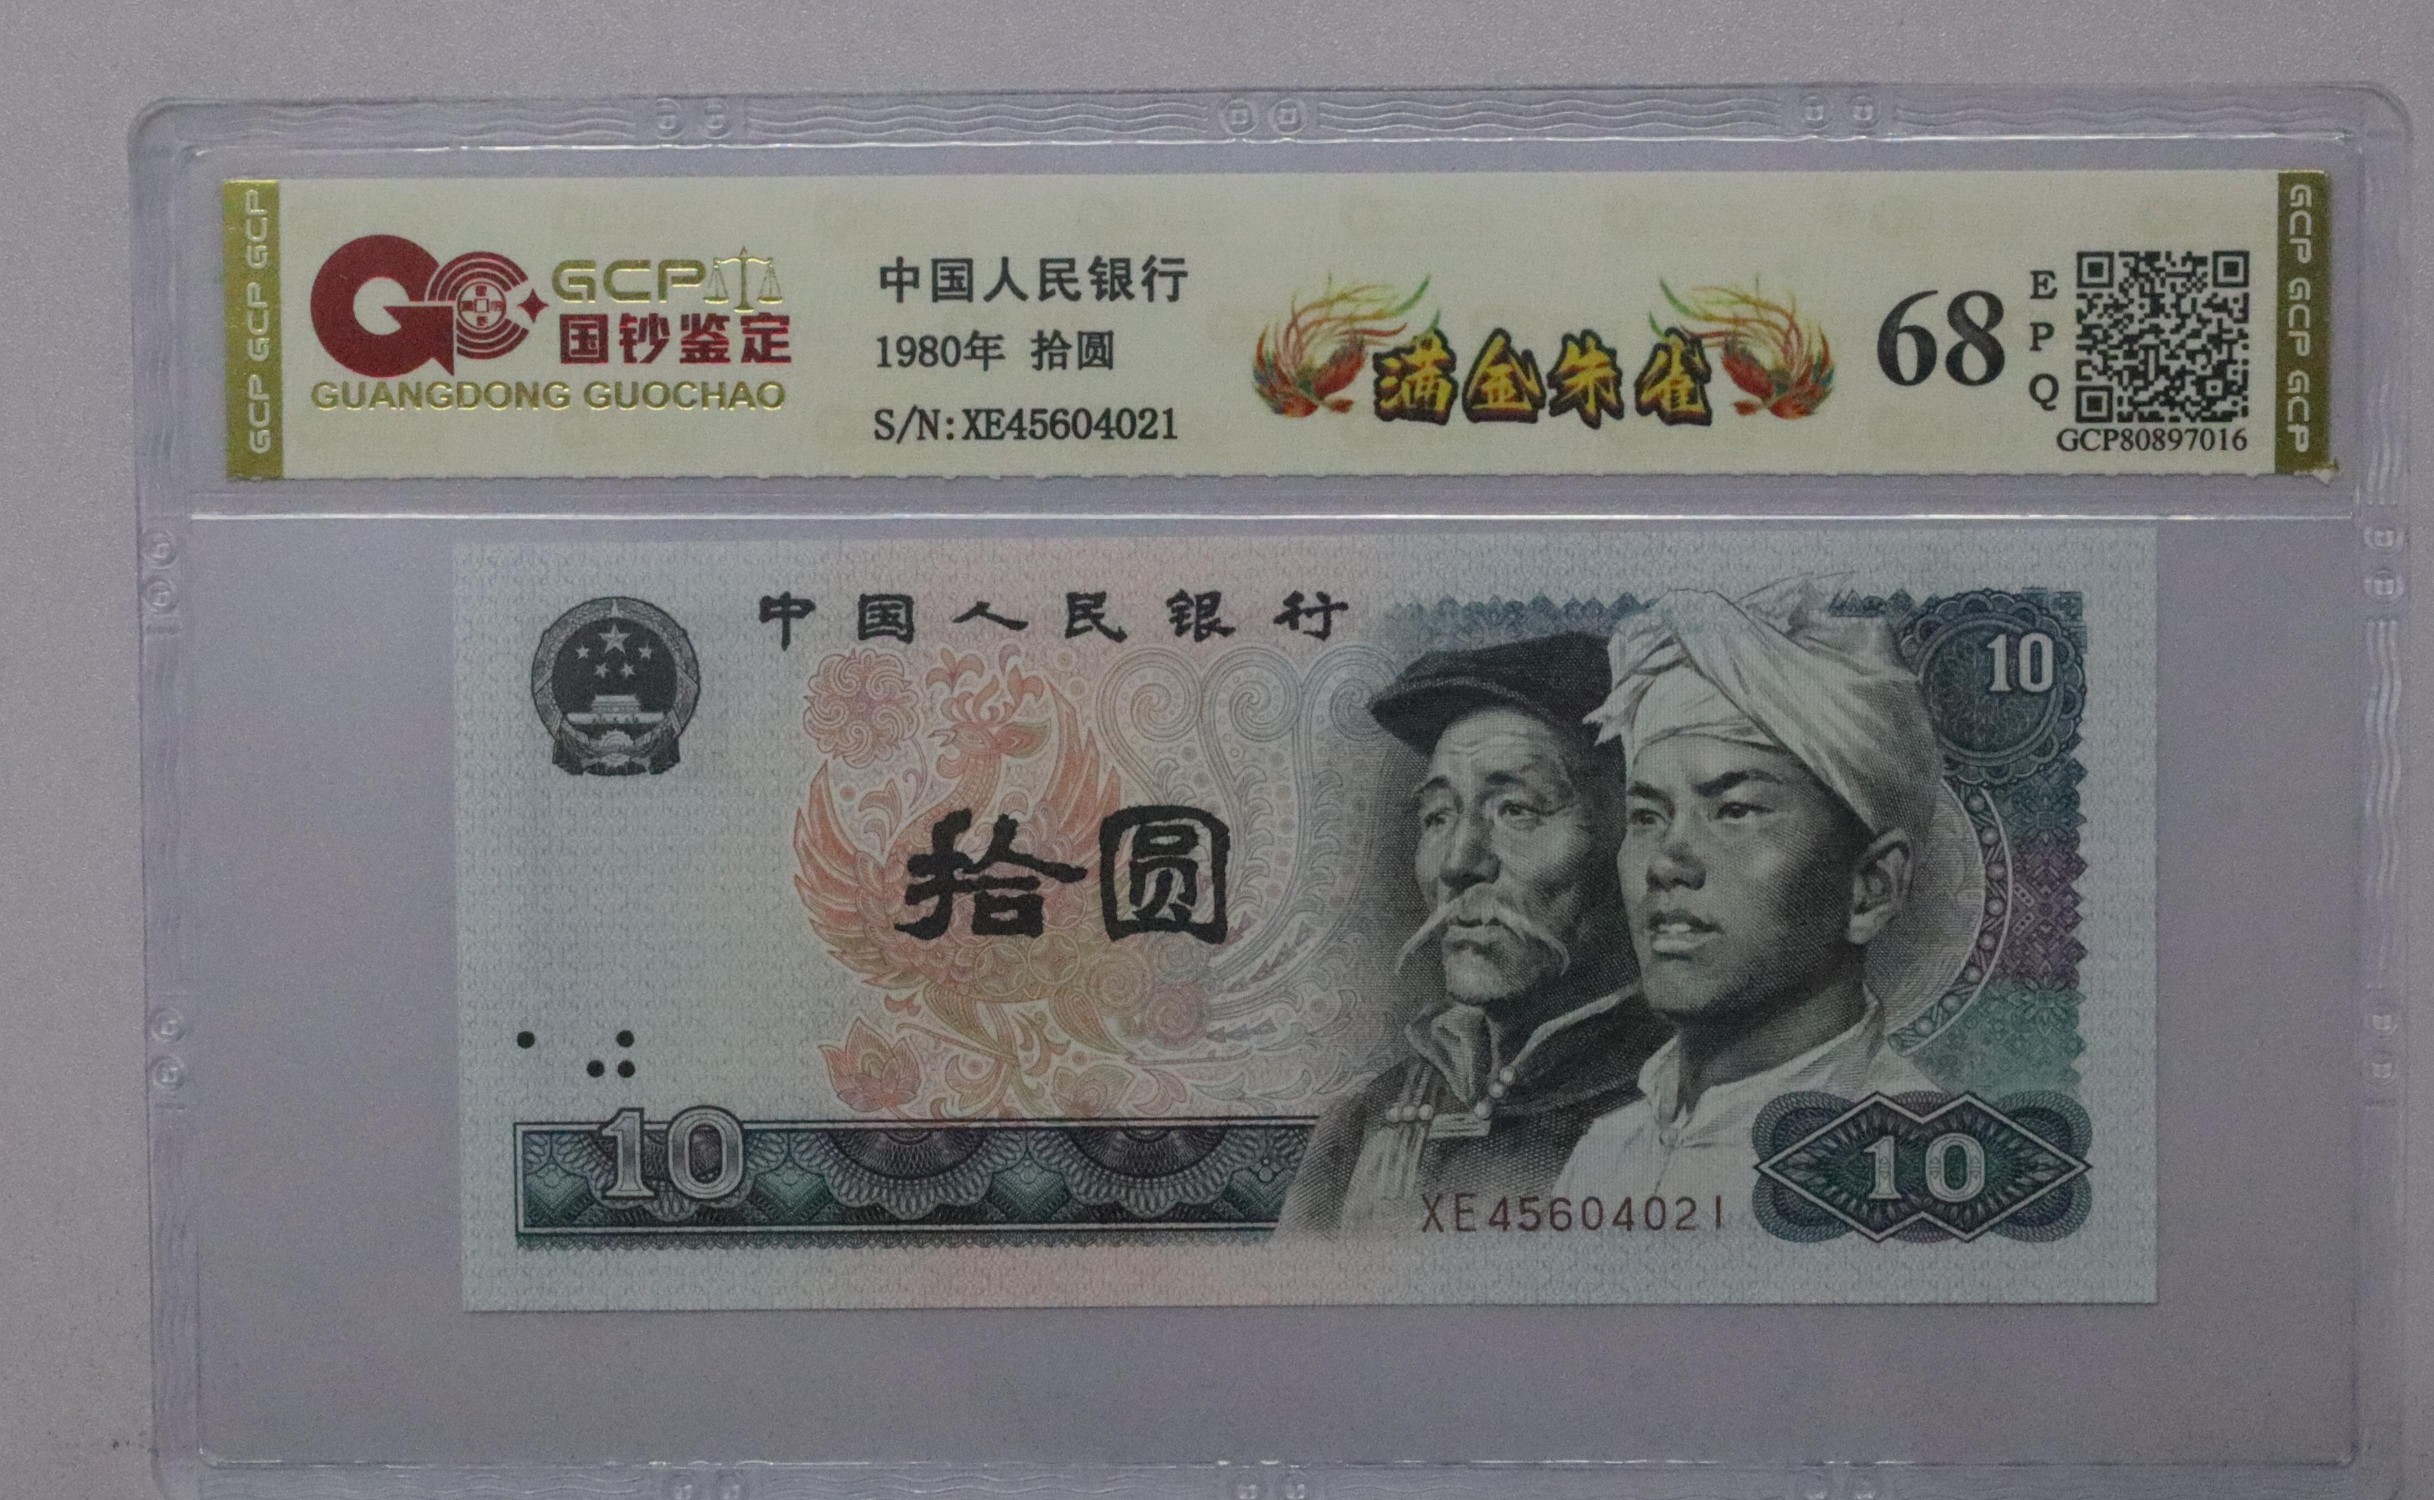 GCP GCP GCP
GCP
国钞鉴定
GUANGDONG GUOCHAO
中国人民银行
1980年 拾圆
S/N:XE45604021
满金朱雀
68
EPQ
GCP80897016
GCP GCP GCP
中国人民银行
10
拾圆
10
XE45604021
10